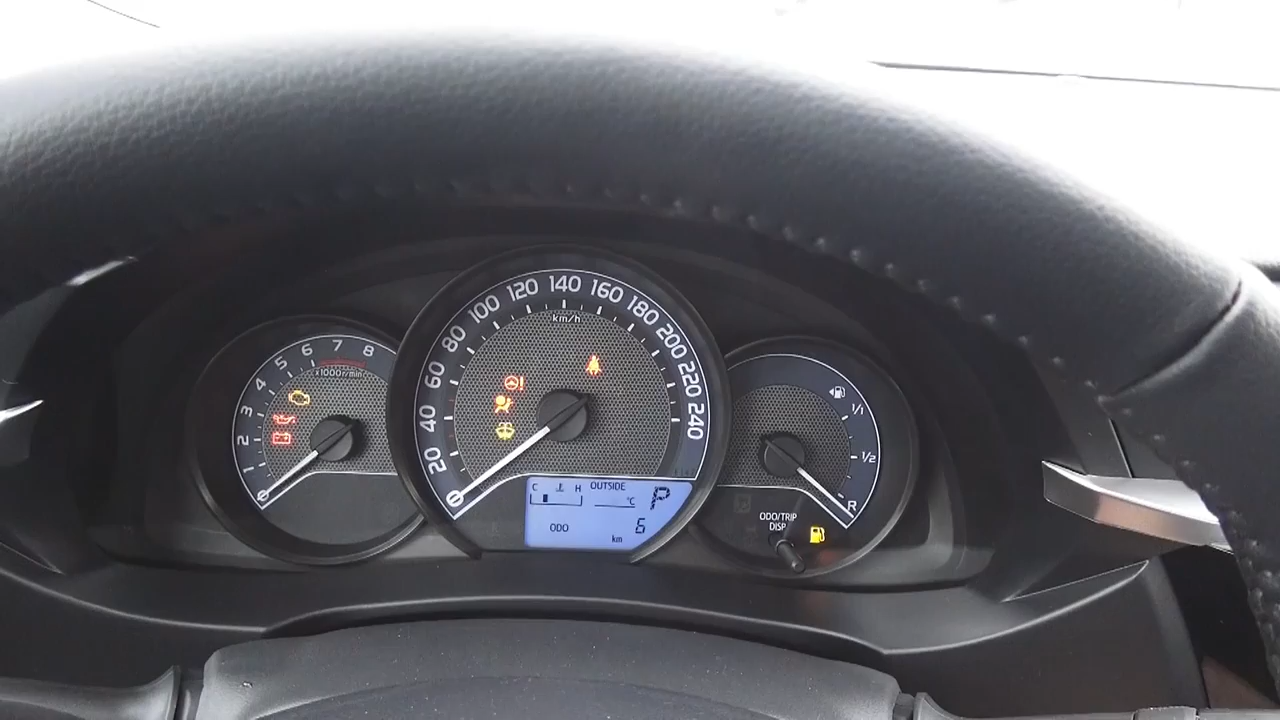 1 2 3 4 5 6 7 8
x1000r/min
0 20 40 60 80 100 120 140 160 180 200 220 240
km/h
C H
OUTSIDE
°C
P
ODO
6
km
1/1
1/2
R
ODO/TRIP
DISP